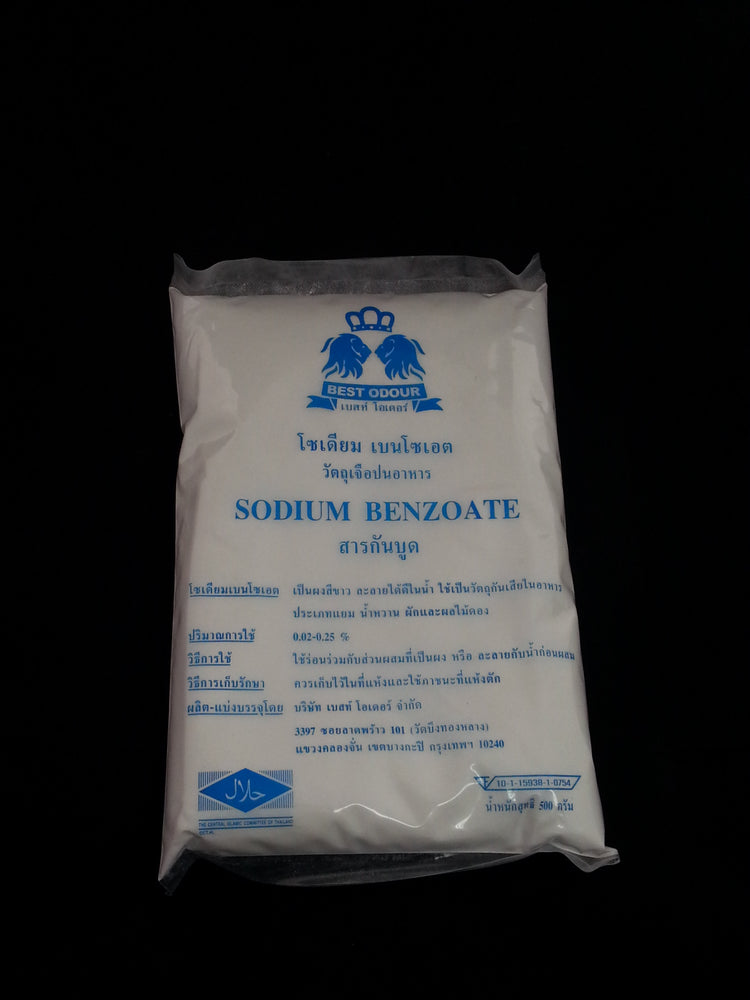 BEST ODOUR
เบสท์ โอเดอร์
โซเดียม เบนโซเอต
วัตถุเจือปนอาหาร
SODIUM BENZOATE
สารกันบูด
โซเดียมเบนโซเอต เป็นผงสีขาว ละลายได้ดีในน้ำ ใช้เป็นวัตถุกันเสียในอาหาร
ประเภทแยม น้ำหวาน ผักและผลไม้ดอง
ปริมาณการใช้ 0.02-0.25 %
วิธีการใช้ ใช้ร่อนร่วมกับส่วนผสมที่เป็นผง หรือ ละลายกับน้ำก่อนผสม
วิธีการเก็บรักษา ควรเก็บไว้ในที่แห้งและใช้ภาชนะที่แห้งตัก
ผลิต-แบ่งบรรจุโดย บริษัท เบสท์ โอเดอร์ จำกัด
3397 ซอยลาดพร้าว 101 (วัดบึงทองหลาง)
แขวงคลองจั่น เขตบางกะปิ กรุงเทพฯ 10240
حلال
THE CENTRAL ISLAMIC COMMITTEE OF THAILAND
10-1-15938-1-0754
น้ำหนักสุทธิ 500 กรัม